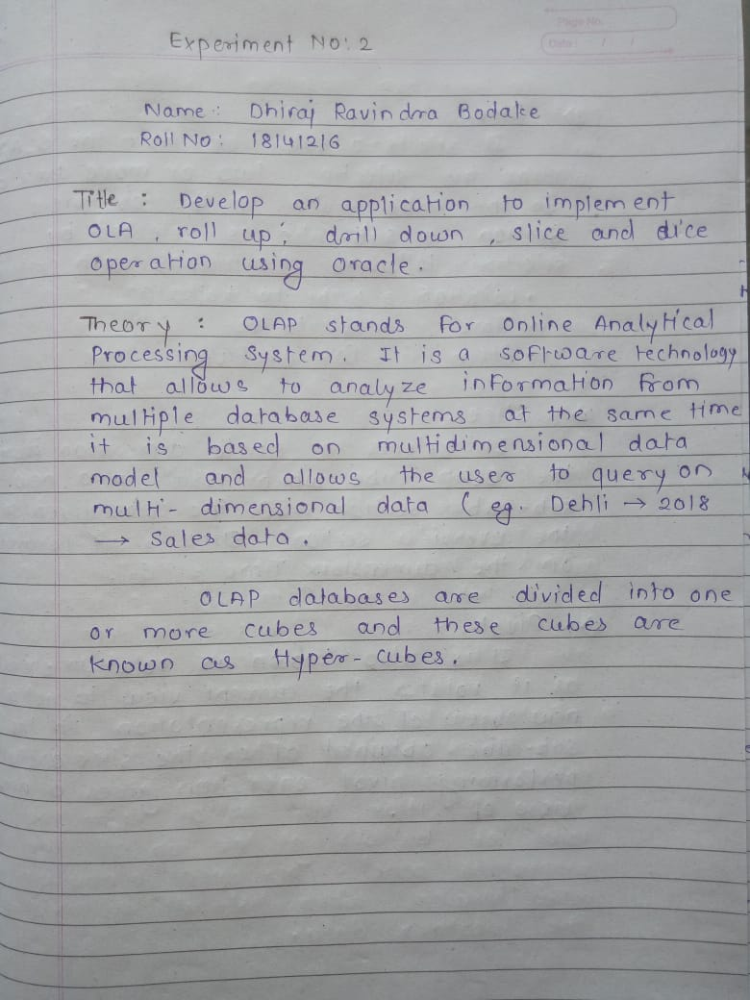 Page No.
Date: / /
Experiment No: 2
Name: Dhiraj Ravindra Bodake
Roll No: 18141216
Title : Develop an application to implement
OLA, roll up, drill down, slice and dice
operation using oracle.
Theory : OLAP stands for Online Analytical
Processing System. It is a software technology
that allows to analyze information from
multiple database systems at the same time
it is based on multidimensional data
model and allows the user to query on
multi-dimensional data (eg. Dehli → 2018
→ Sales data.
OLAP databases are divided into one
or more cubes and these cubes are
known as Hyper-cubes.